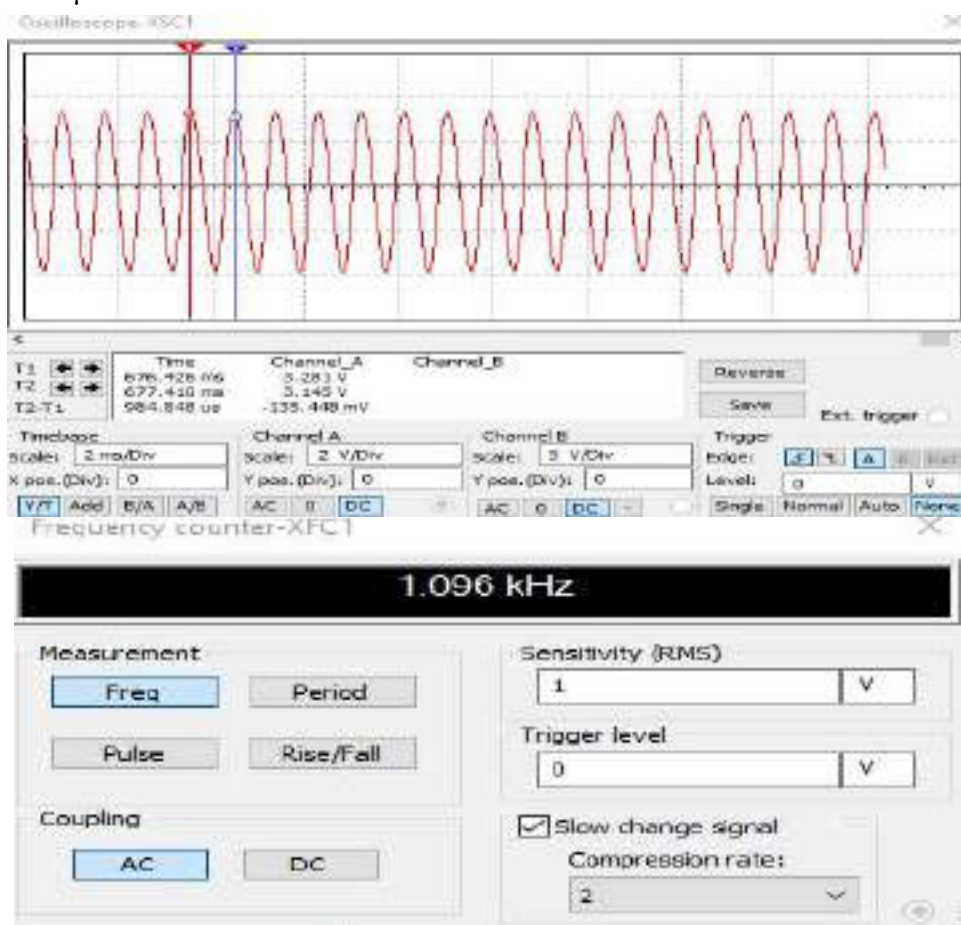 Oscilloscope-XSC1
T1
T2
T2-T1
Time Channel_A Channel_B
676.426 ms 3.281 V
677.410 ms 3.145 V
984.848 us -135.448 mV
Reverse
Save
Ext. trigger
Timebase
Scale: 2 ms/Div
X pos.(Div): 0
Y/T Add B/A A/B
Channel A
Scale: 2 V/Div
Y pos.(Div): 0
AC 0 DC
Channel B
Scale: 5 V/Div
Y pos.(Div): 0
AC 0 DC -
Trigger
Edge: A B Ext
Level: 0 V
Single Normal Auto None
Frequency counter-XFC1
1.096 kHz
Measurement
Freq Period
Pulse Rise/Fall
Coupling
AC DC
Sensitivity (RMS)
1 V
Trigger level
0 V
Slow change signal
Compression rate:
2